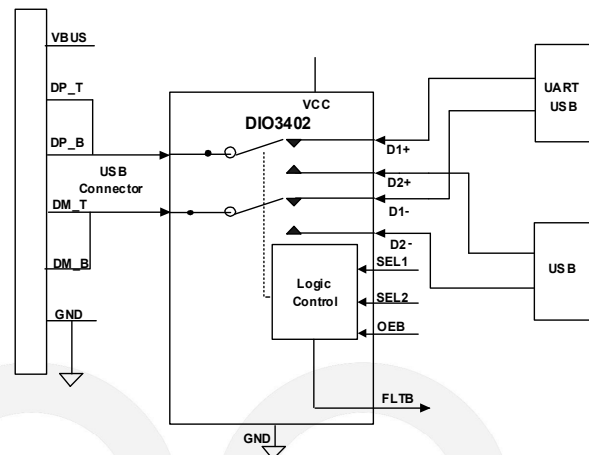 VBUS
DP_T
DP_B
USB
Connector
DM_T
DM_B
GND
VCC
DIO3402
D1+
D2+
D1-
D2-
Logic
Control
SEL1
SEL2
OEB
FLTB
GND
UART
USB
USB